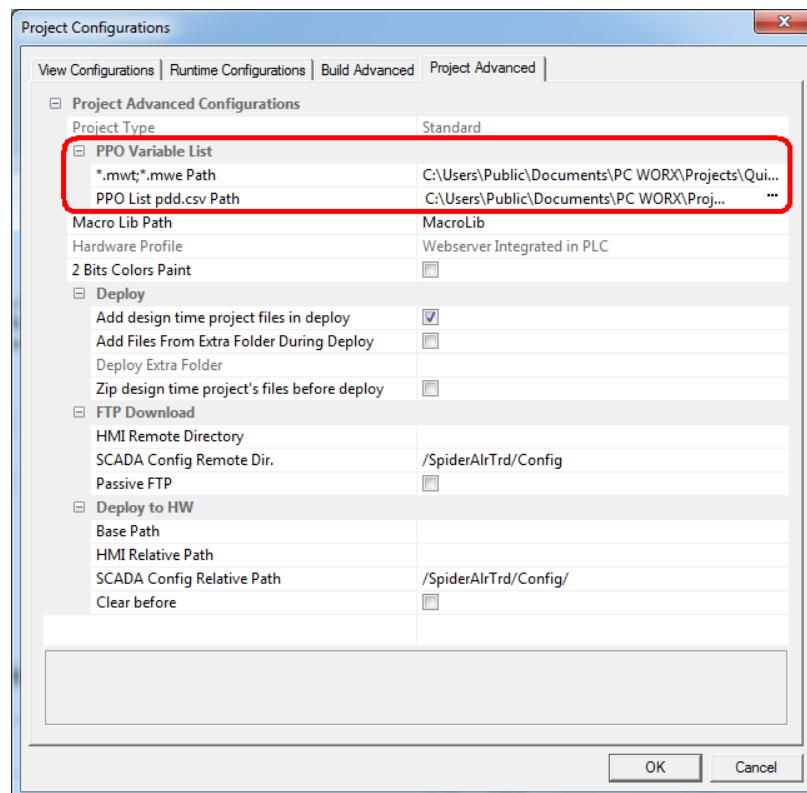 Project Configurations
View Configurations Runtime Configurations Build Advanced Project Advanced
Project Advanced Configurations
Project Type Standard
PPO Variable List
*.mwt;*.mwe Path C:\Users\Public\Documents\PC WORX\Projects\Qui...
PPO List pdd.csv Path C:\Users\Public\Documents\PC WORX\Proj... ...
Macro Lib Path MacroLib
Hardware Profile Webserver Integrated in PLC
2 Bits Colors Paint
Deploy
Add design time project files in deploy
Add Files From Extra Folder During Deploy
Deploy Extra Folder
Zip design time project's files before deploy
FTP Download
HMI Remote Directory
SCADA Config Remote Dir. /SpiderAlrTrd/Config
Passive FTP
Deploy to HW
Base Path
HMI Relative Path
SCADA Config Relative Path /SpiderAlrTrd/Config/
Clear before
OK Cancel